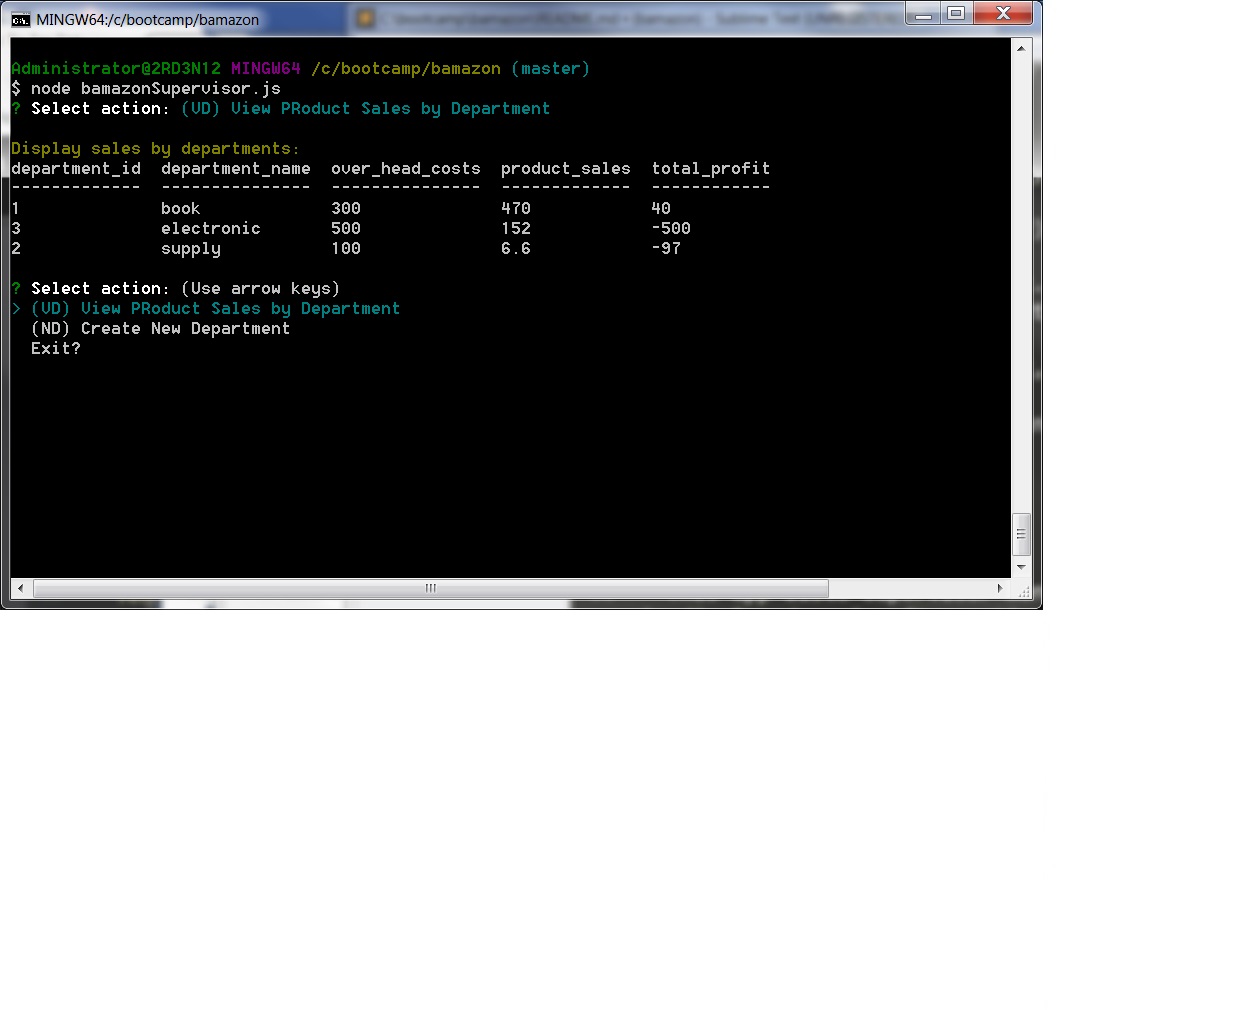 MINGW64:/c/bootcamp/bamazon
Administrator@2RD3N12 MINGW64 /c/bootcamp/bamazon (master)
$ node bamazonSupervisor.js
? Select action: (VD) View PRoduct Sales by Department
Display sales by departments:
department_id  department_name  over_head_costs  product_sales  total_profit
-------------  ---------------  ---------------  -------------  ------------
1              book             300              470            40
3              electronic       500              152            -500
2              supply           100              6.6            -97
? Select action: (Use arrow keys)
> (VD) View PRoduct Sales by Department
(ND) Create New Department
Exit?